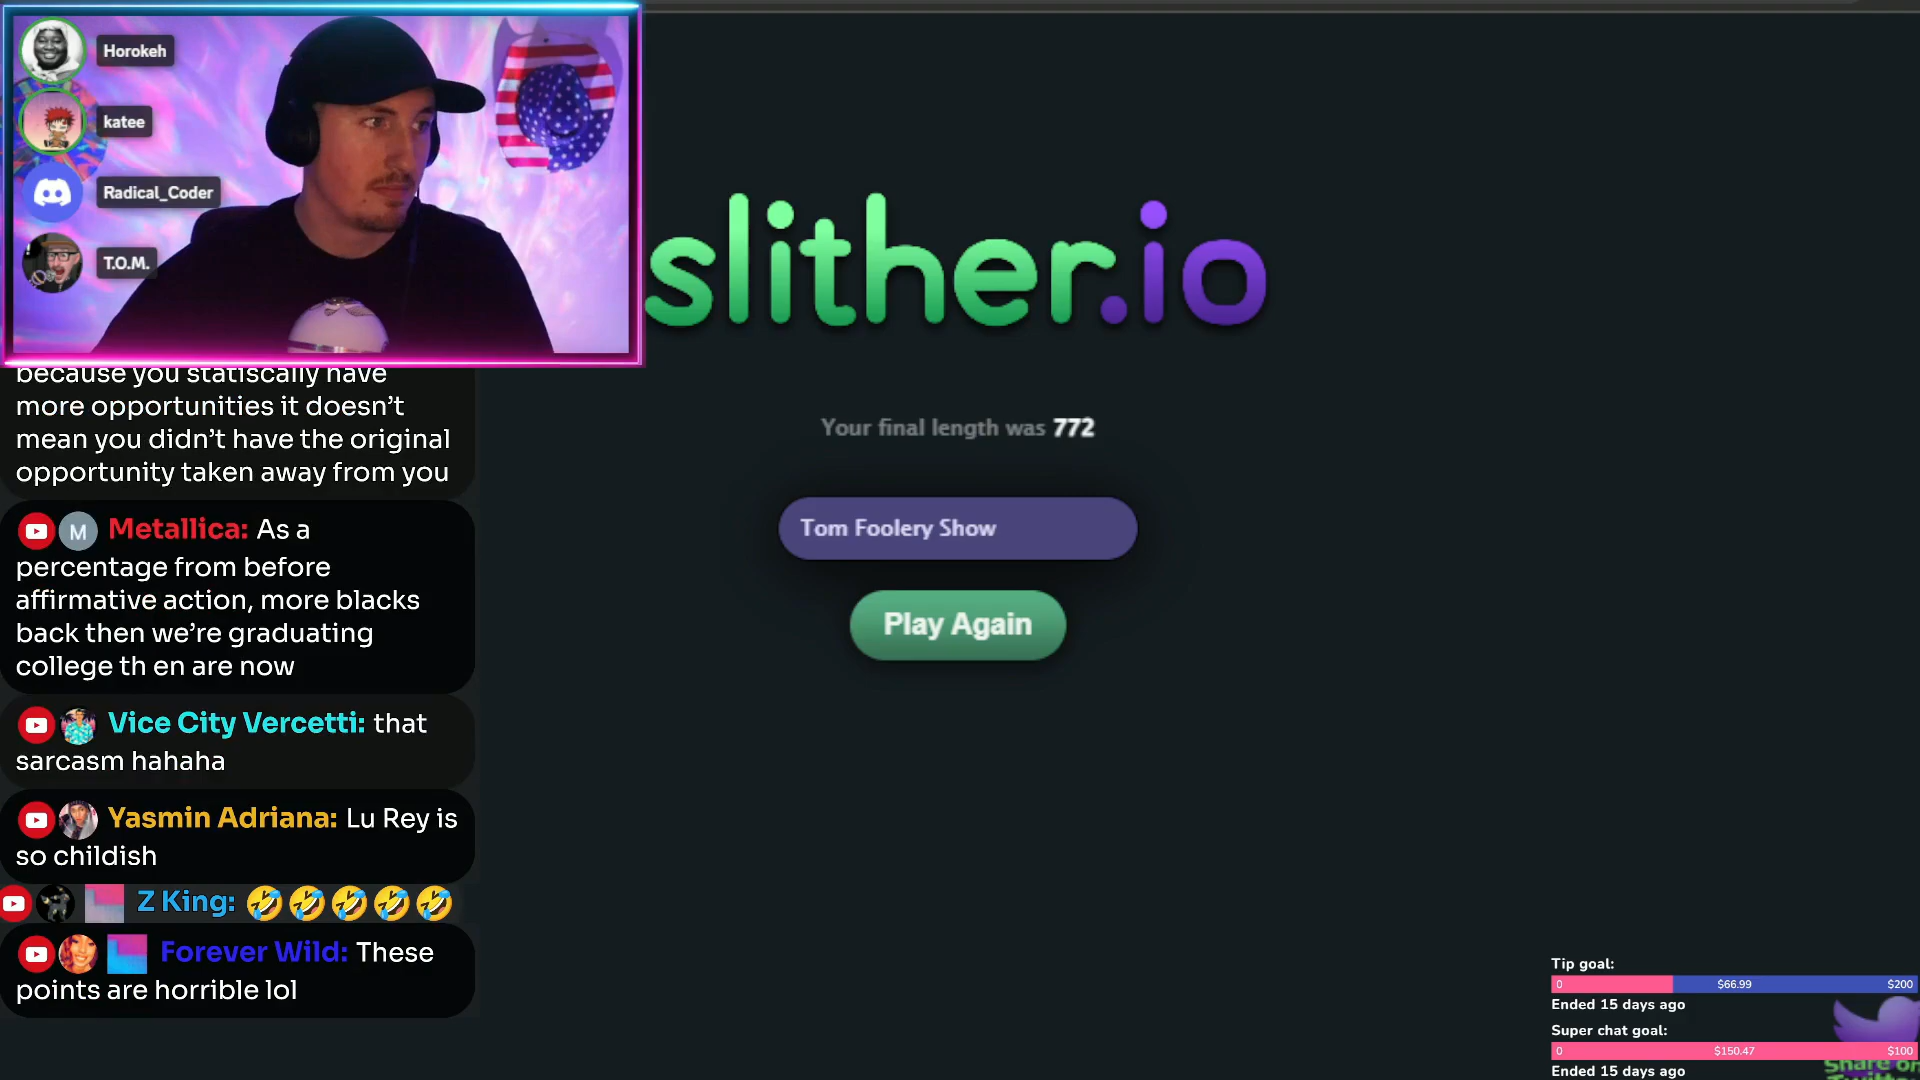 Horokeh
katee
Radical_Coder
T.O.M.
slither.io
Your final length was 772
Tom Foolery Show
Play Again
because you statiscally have
more opportunities it doesn't
mean you didn't have the original
opportunity taken away from you
M Metallica: As a
percentage from before
affirmative action, more blacks
back then we're graduating
college th en are now
Vice City Vercetti: that
sarcasm hahaha
Yasmin Adriana: Lu Rey is
so childish
Z King: 🤣🤣🤣🤣🤣
Forever Wild: These
points are horrible lol
Tip goal:
0 $66.99 $200
Ended 15 days ago
Super chat goal:
0 $150.47 $100
Ended 15 days ago
Share on